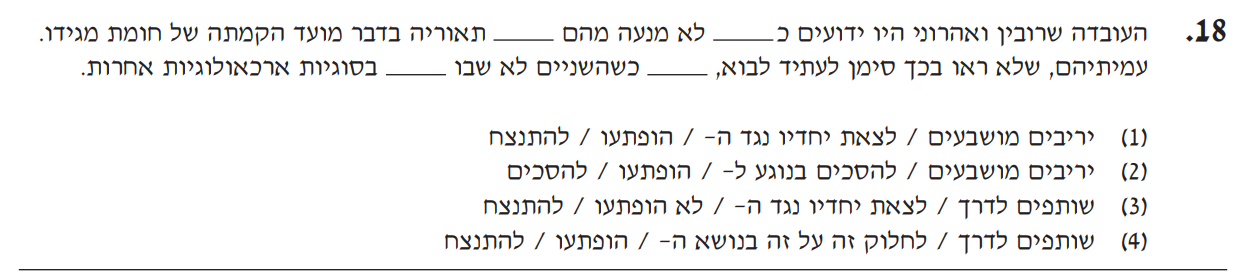 18. העובדה שרובין ואהרוני היו ידועים כ_____ לא מנעה מהם _____ תאוריה בדבר מועד הקמתה של חומת מגידו.
עמיתיהם, שלא ראו בכך סימן לעתיד לבוא, _____ כשהשניים לא שבו _____ בסוגיות ארכאולוגיות אחרות.
(1) יריבים מושבעים / לצאת יחדיו נגד ה- / הופתעו / להתנצח
(2) יריבים מושבעים / להסכים בנוגע ל- / הופתעו / להסכים
(3) שותפים לדרך / לצאת יחדיו נגד ה- / לא הופתעו / להתנצח
(4) שותפים לדרך / לחלוק זה על זה בנושא ה- / הופתעו / להתנצח